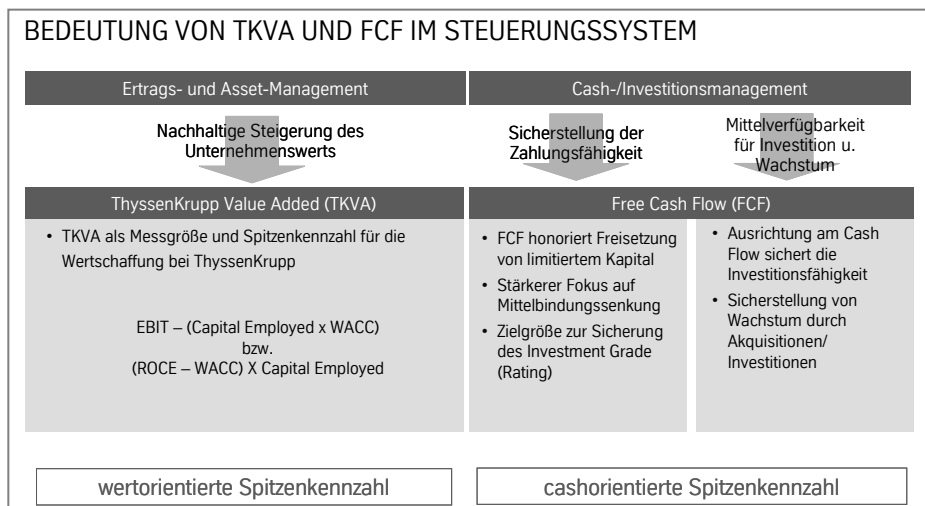 BEDEUTUNG VON TKVA UND FCF IM STEUERUNGSSYSTEM
Ertrags- und Asset-Management
Nachhaltige Steigerung des
Unternehmenswerts
ThyssenKrupp Value Added (TKVA)
• TKVA als Messgröße und Spitzenkennzahl für die
Wertschaffung bei ThyssenKrupp
EBIT – (Capital Employed x WACC)
bzw.
(ROCE – WACC) X Capital Employed
wertorientierte Spitzenkennzahl
Cash-/Investitionsmanagement
Sicherstellung der
Zahlungsfähigkeit
Mittelverfügbarkeit
für Investition u.
Wachstum
Free Cash Flow (FCF)
• FCF honoriert Freisetzung
von limitiertem Kapital
• Stärkerer Fokus auf
Mittelbindungssenkung
• Zielgröße zur Sicherung
des Investment Grade
(Rating)
• Ausrichtung am Cash
Flow sichert die
Investitionsfähigkeit
• Sicherstellung von
Wachstum durch
Akquisitionen/
Investitionen
cashorientierte Spitzenkennzahl